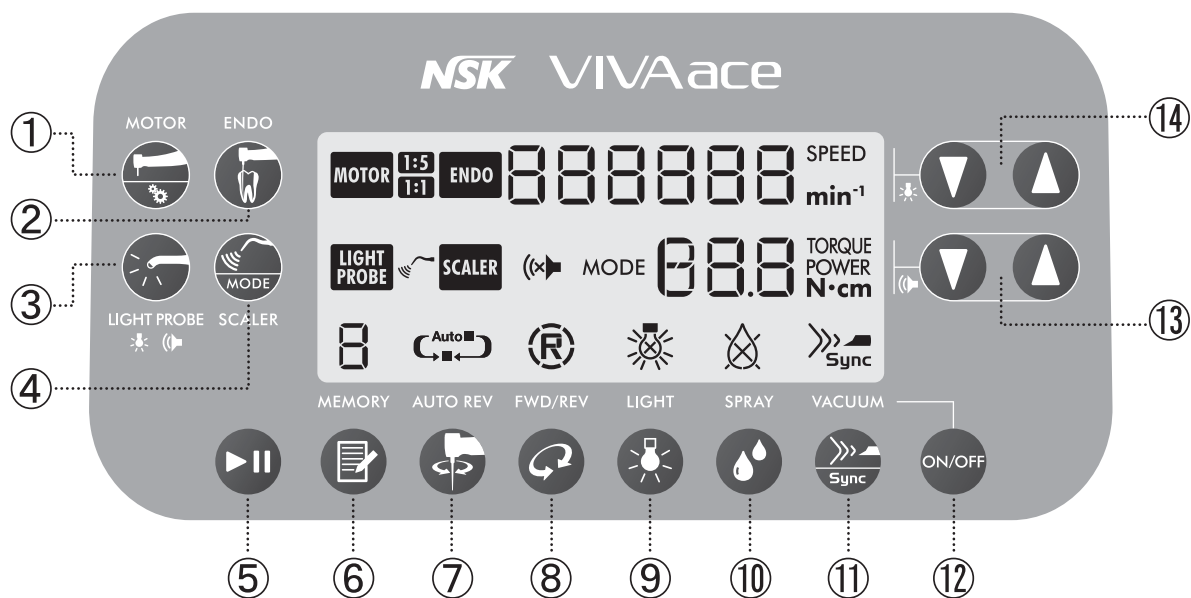 NSK VIVAace
MOTOR ENDO
① ②
③ ④
LIGHT PROBE SCALER
MODE
MOTOR 1:5 1:1 ENDO 888888 SPEED min⁻¹
LIGHT PROBE SCALER MODE 88.8 TORQUE POWER N·cm
8 Auto R Sync
MEMORY AUTO REV FWD/REV LIGHT SPRAY VACUUM
Sync ON/OFF
⑤ ⑥ ⑦ ⑧ ⑨ ⑩ ⑪ ⑫
⑭
⑬